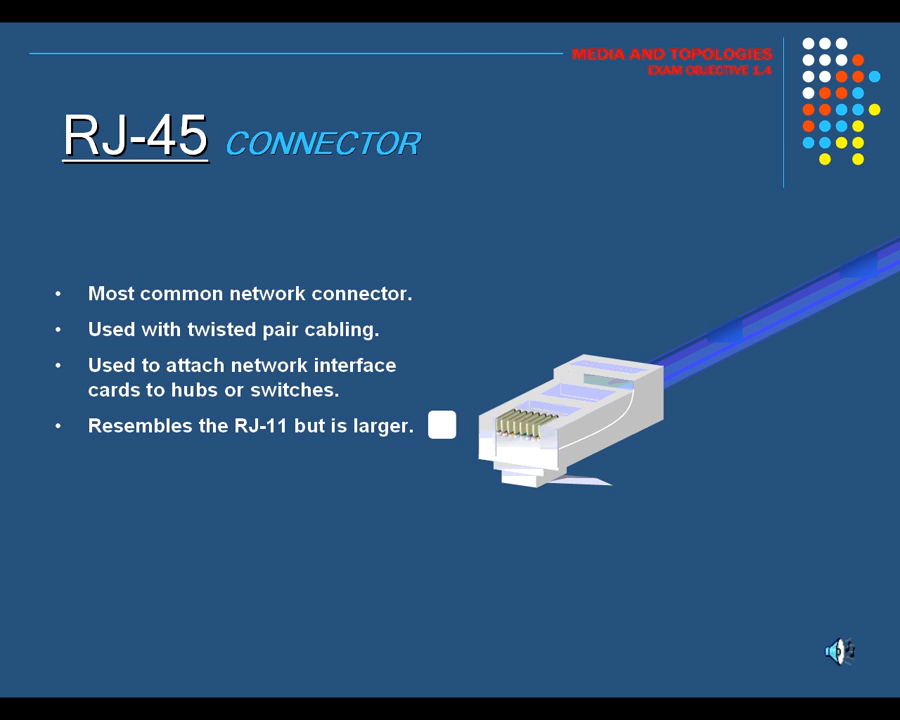 MEDIA AND TOPOLOGIES
EXAM OBJECTIVE 1.4
RJ-45 CONNECTOR
• Most common network connector.
• Used with twisted pair cabling.
• Used to attach network interface
cards to hubs or switches.
• Resembles the RJ-11 but is larger.